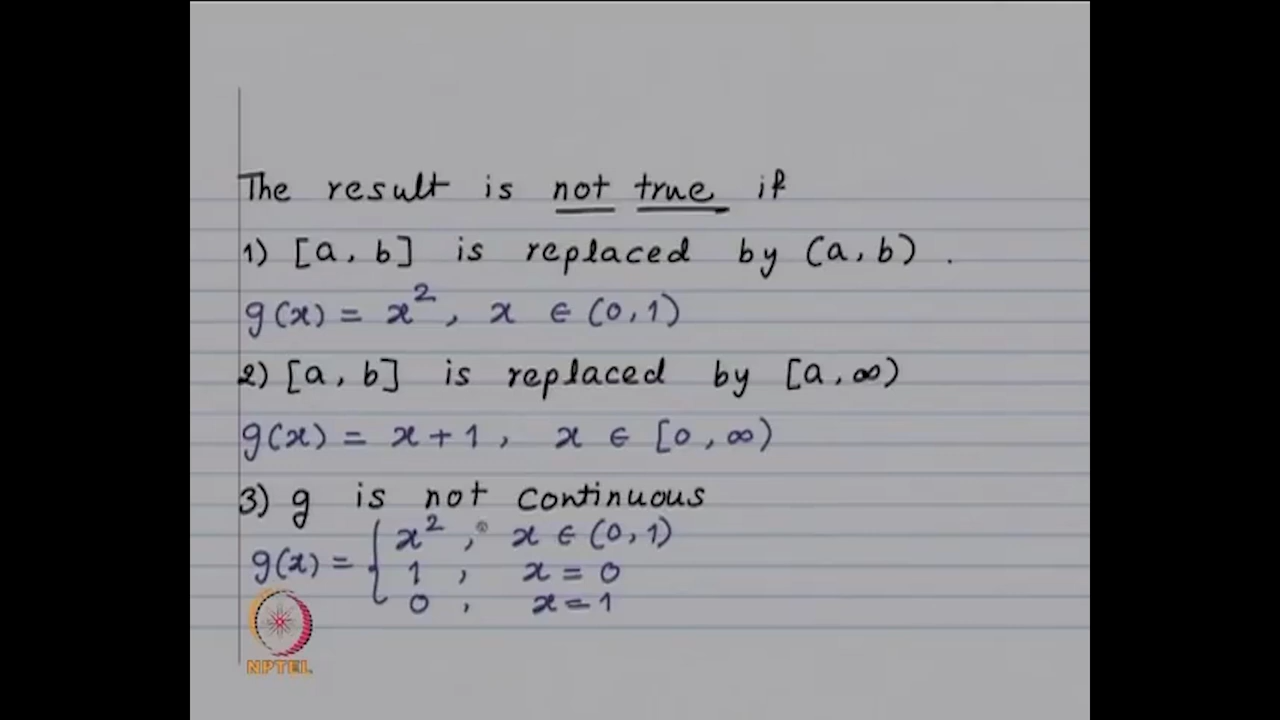 The result is not true if
1) [a, b] is replaced by (a, b).
g(x) = x², x ∈ (0, 1)
2) [a, b] is replaced by [a, ∞)
g(x) = x + 1, x ∈ [0, ∞)
3) g is not continuous
g(x) = { x², x ∈ (0, 1)
1, x = 0
0, x = 1
NPTEL